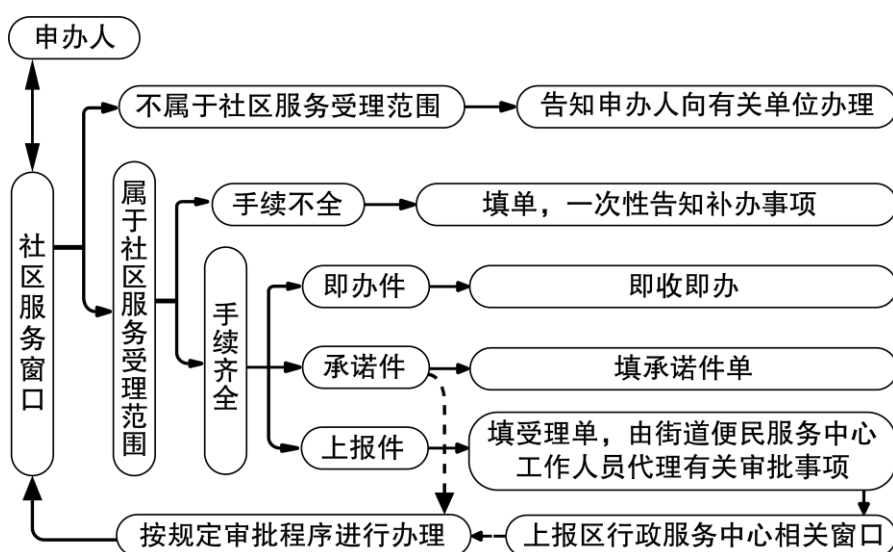 申办人
不属于社区服务受理范围
告知申办人向有关单位办理
社区服务窗口
属于社区服务受理范围
手续不全
填单，一次性告知补办事项
手续齐全
即办件
即收即办
承诺件
填承诺件单
上报件
填受理单，由街道便民服务中心
工作人员代理有关审批事项
按规定审批程序进行办理
上报区行政服务中心相关窗口